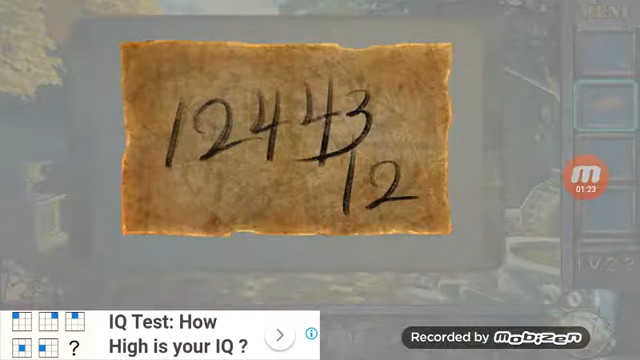 MENU
12443
12
01:23
IQ Test: How
High is your IQ ?
?
Recorded by MOBIZEN